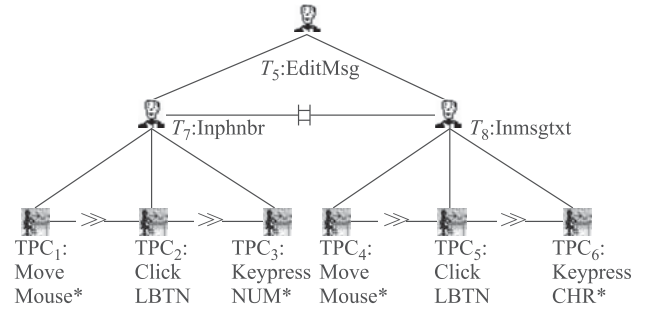 T5:EditMsg
T7:Inphnbr
T8:Inmsgtxt
>> >> >> >>
TPC1: TPC2: TPC3: TPC4: TPC5: TPC6:
Move Click Keypress Move Click Keypress
Mouse* LBTN NUM* Mouse* LBTN CHR*